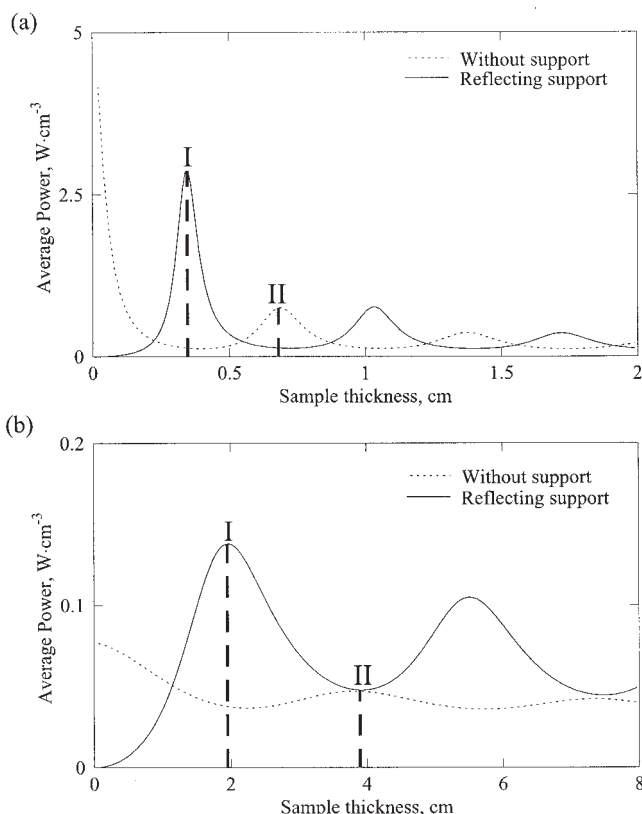 (a)
5
Without support
Reflecting support
I
2.5
II
Average Power, W·cm⁻³
0
0 0.5 1 1.5 2
Sample thickness, cm
(b)
0.2
Without support
Reflecting support
I
0.1
II
Average Power, W·cm⁻³
0
0 2 4 6 8
Sample thickness, cm